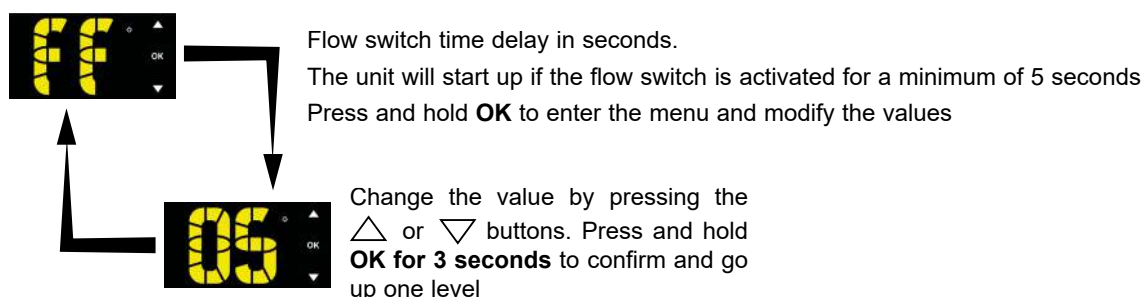 FF
OK
Flow switch time delay in seconds.
The unit will start up if the flow switch is activated for a minimum of 5 seconds
Press and hold OK to enter the menu and modify the values
05
OK
Change the value by pressing the
△ or ▽ buttons. Press and hold
OK for 3 seconds to confirm and go
up one level